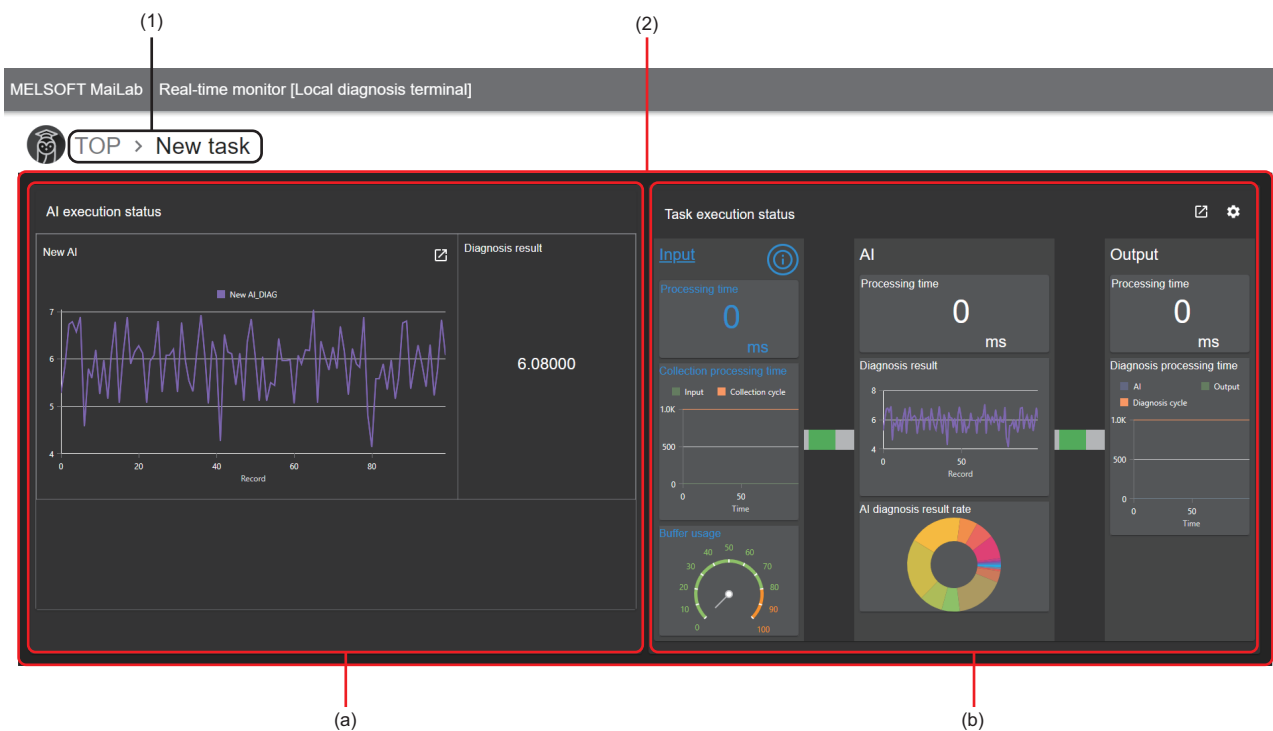 (1)
(2)
MELSOFT MaiLab Real-time monitor [Local diagnosis terminal]
TOP > New task
AI execution status
New AI
New AI_DIAG
7
6
5
4
0 20 40 60 80
Record
Diagnosis result
6.08000
Task execution status
Input
Processing time
0
ms
Collection processing time
Input Collection cycle
1.0K
500
0
0 50
Time
Buffer usage
0 10 20 30 40 50 60 70 80 90 100
AI
Processing time
0
ms
Diagnosis result
8
6
4
0 50
Record
AI diagnosis result rate
Output
Processing time
0
ms
Diagnosis processing time
AI Output
Diagnosis cycle
1.0K
500
0
0 50
Time
(a)
(b)